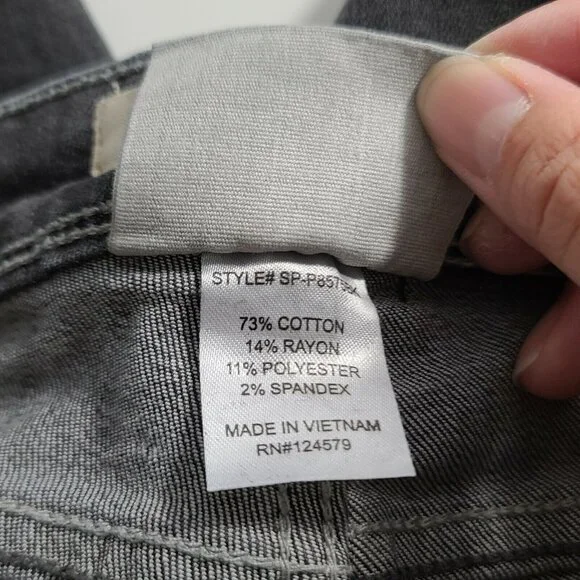 STYLE#
73% COTTON
14% RAYON
11% POLYESTER
2% SPANDEX
MADE IN VIETNAM
RN#124579